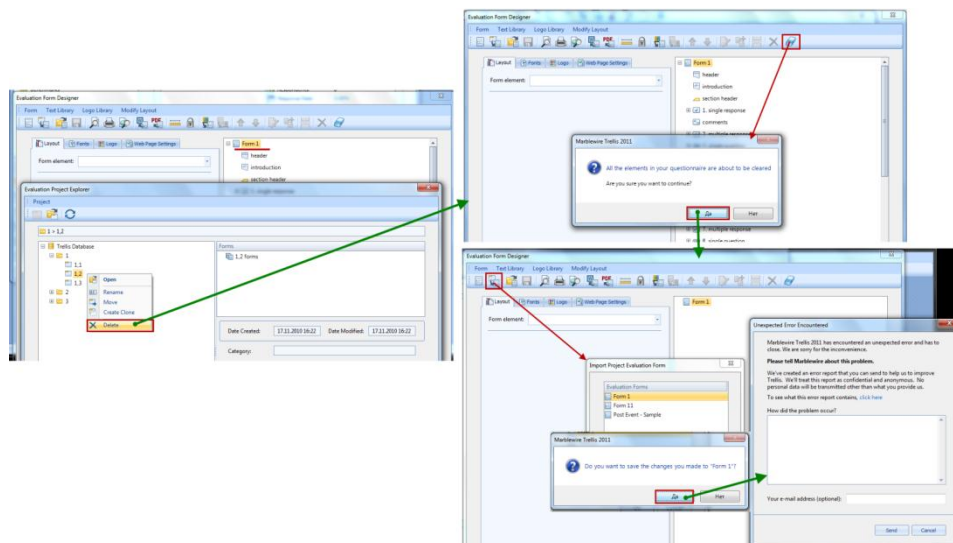 Evaluation Form Designer
Form Text Library Logo Library Modify Layout
Layout Fonts Logo Web Page Settings
Form element:
Form 1
header
introduction
section header
Evaluation Project Explorer
Project
1 > 1,2
Trellis Database
1
1,1
1,2
1,3
2
3
Open
Rename
Move
Create Clone
Delete
Forms
1,2 forms
Date Created: 17.11.2010 16:22 Date Modified: 17.11.2010 16:22
Category:
Evaluation Form Designer
Form Text Library Logo Library Modify Layout
PDF
Layout Fonts Logo Web Page Settings
Form element:
Form 1
header
introduction
section header
1. single response
comments
Marblewire Trellis 2011
All the elements in your questionnaire are about to be cleared
Are you sure you want to continue?
Да Нет
7. multiple response
8. single question
Evaluation Form Designer
Form Text Library Logo Library Modify Layout
PDF
Layout Fonts Logo Web Page Settings
Form element:
Form 1
Import Project Evaluation Form
Evaluation Forms
Form 1
Form 11
Post Event - Sample
Marblewire Trellis 2011
Do you want to save the changes you made to "Form 1"?
Да Нет
Unexpected Error Encountered
Marblewire Trellis 2011 has encountered an unexpected error and has to
close. We are sorry for the inconvenience.
Please tell Marblewire about this problem.
We've created an error report that you can send to help us to improve
Trellis. We'll treat this report as confidential and anonymous. No
personal data will be transmitted other than what you provide us.
To see what this error report contains, click here
How did the problem occur?
Your e-mail address (optional):
Send Cancel